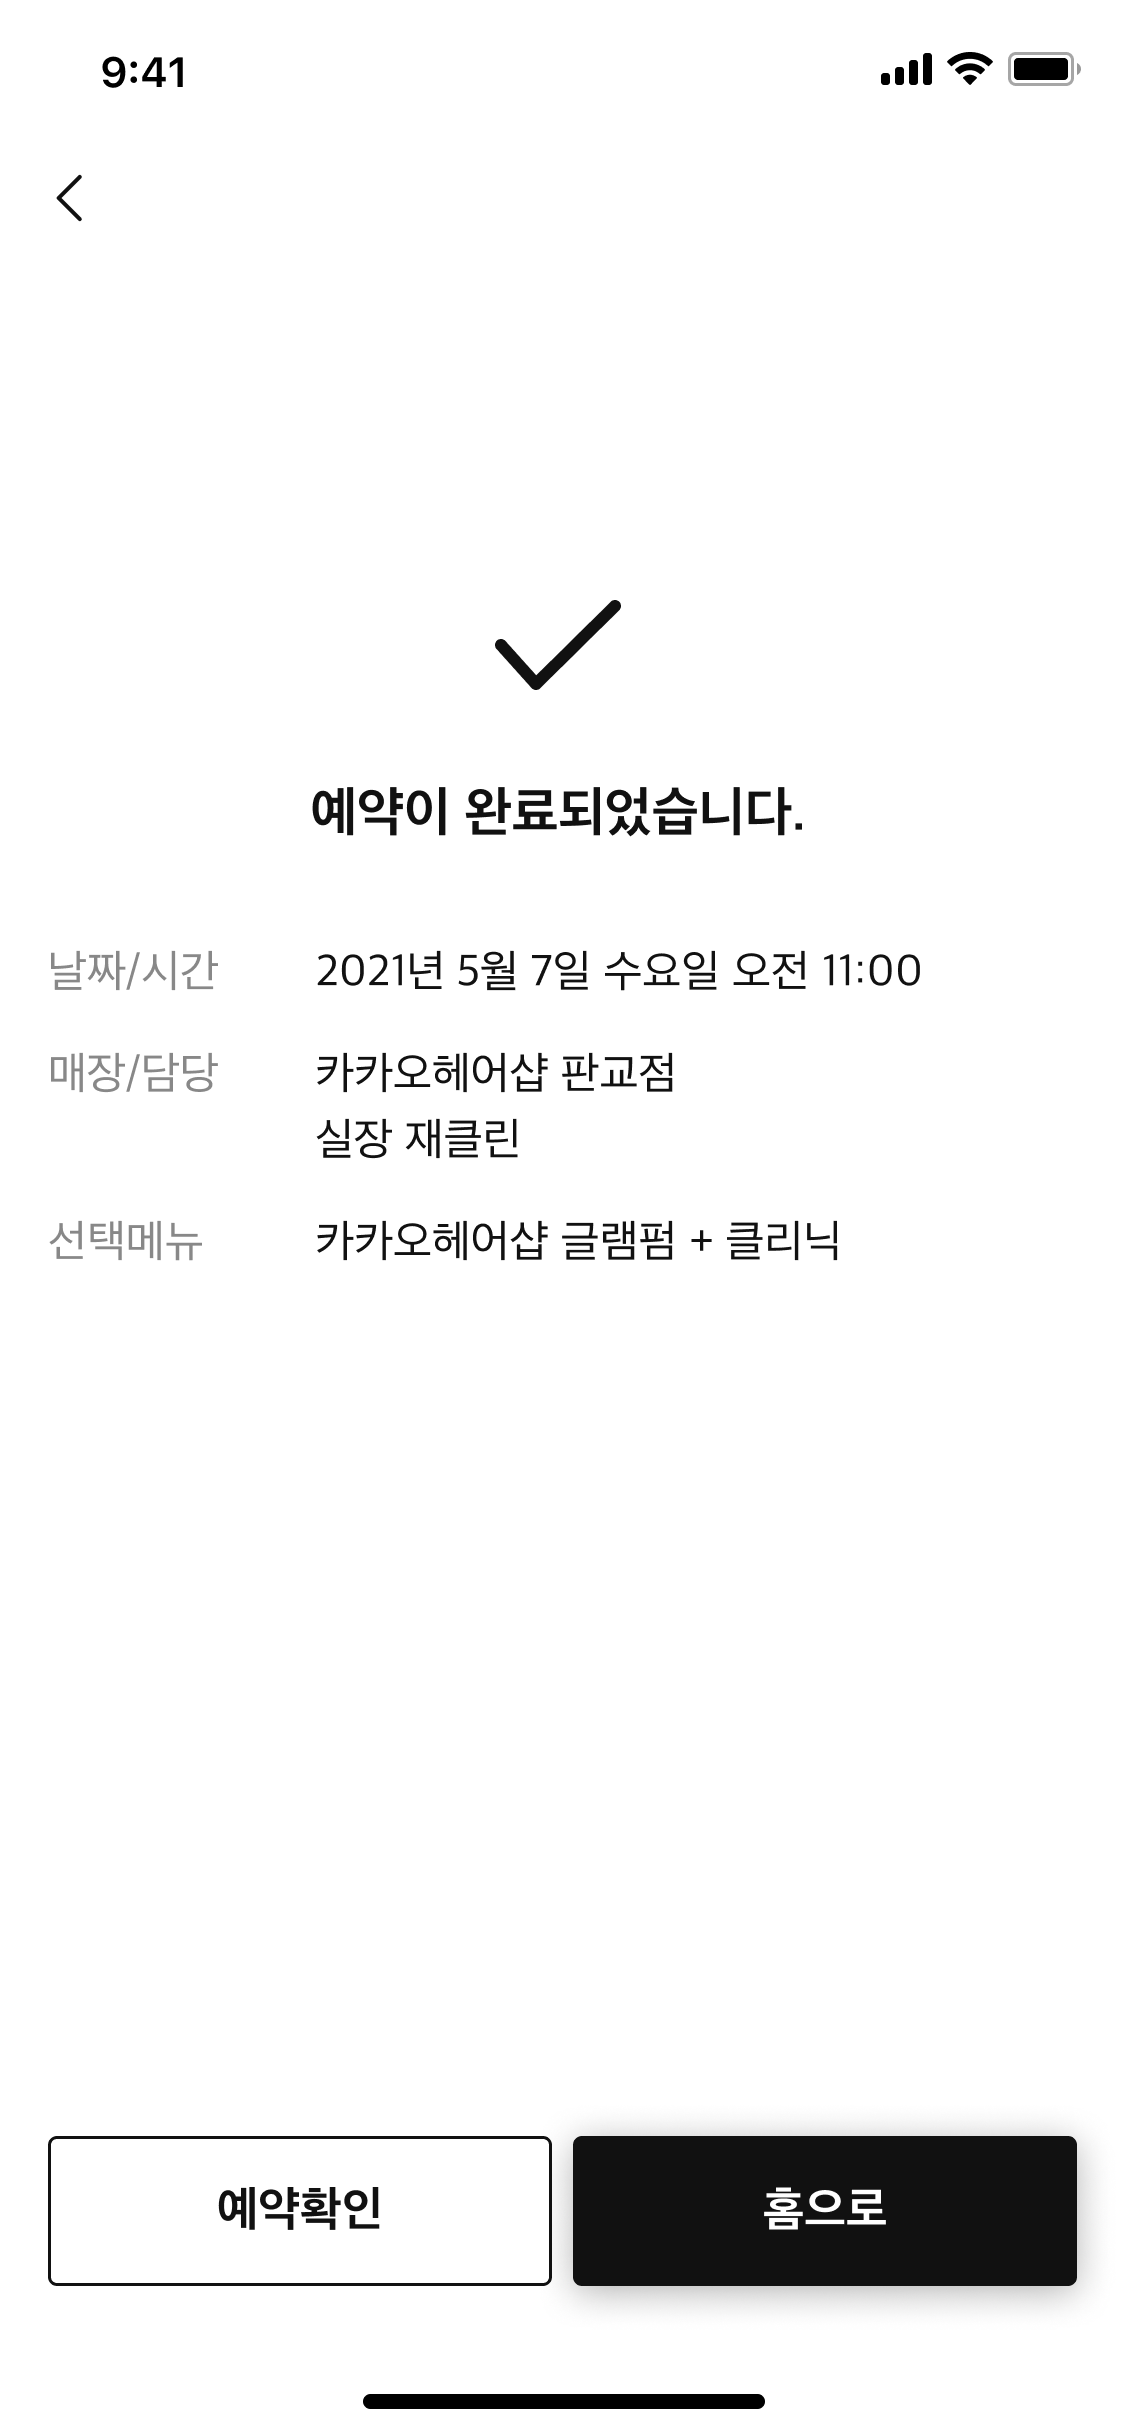 9:41
예약이 완료되었습니다.
날짜/시간 2021년 5월 7일 수요일 오전 11:00
매장/담당 카카오헤어샵 판교점
실장 재클린
선택메뉴 카카오헤어샵 글램펌 + 클리닉
예약확인 홈으로